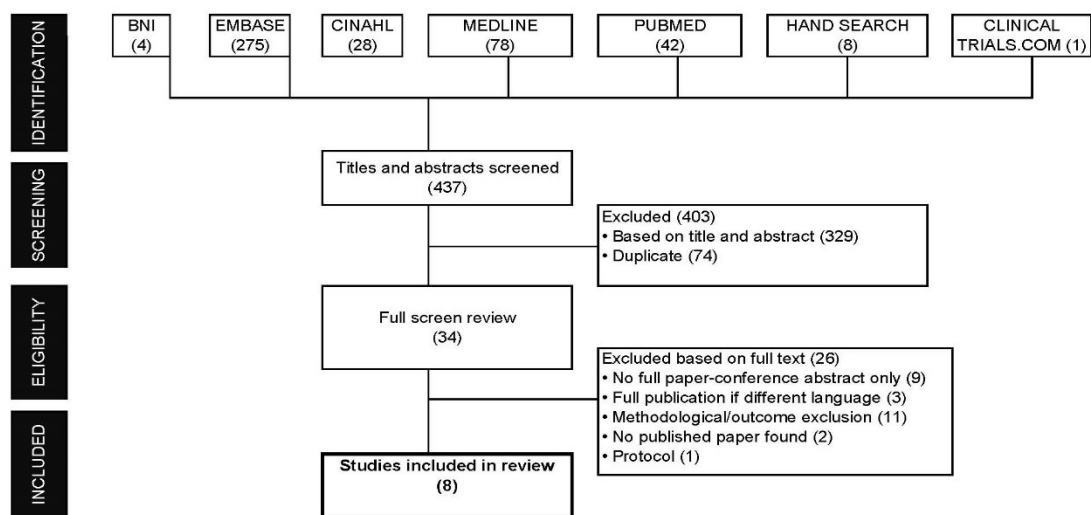 IDENTIFICATION
BNI
(4)
EMBASE
(275)
CINAHL
(28)
MEDLINE
(78)
PUBMED
(42)
HAND SEARCH
(8)
CLINICAL
TRIALS.COM (1)
SCREENING
Titles and abstracts screened
(437)
Excluded (403)
• Based on title and abstract (329)
• Duplicate (74)
ELIGIBILITY
Full screen review
(34)
Excluded based on full text (26)
• No full paper-conference abstract only (9)
• Full publication if different language (3)
• Methodological/outcome exclusion (11)
• No published paper found (2)
• Protocol (1)
INCLUDED
Studies included in review
(8)